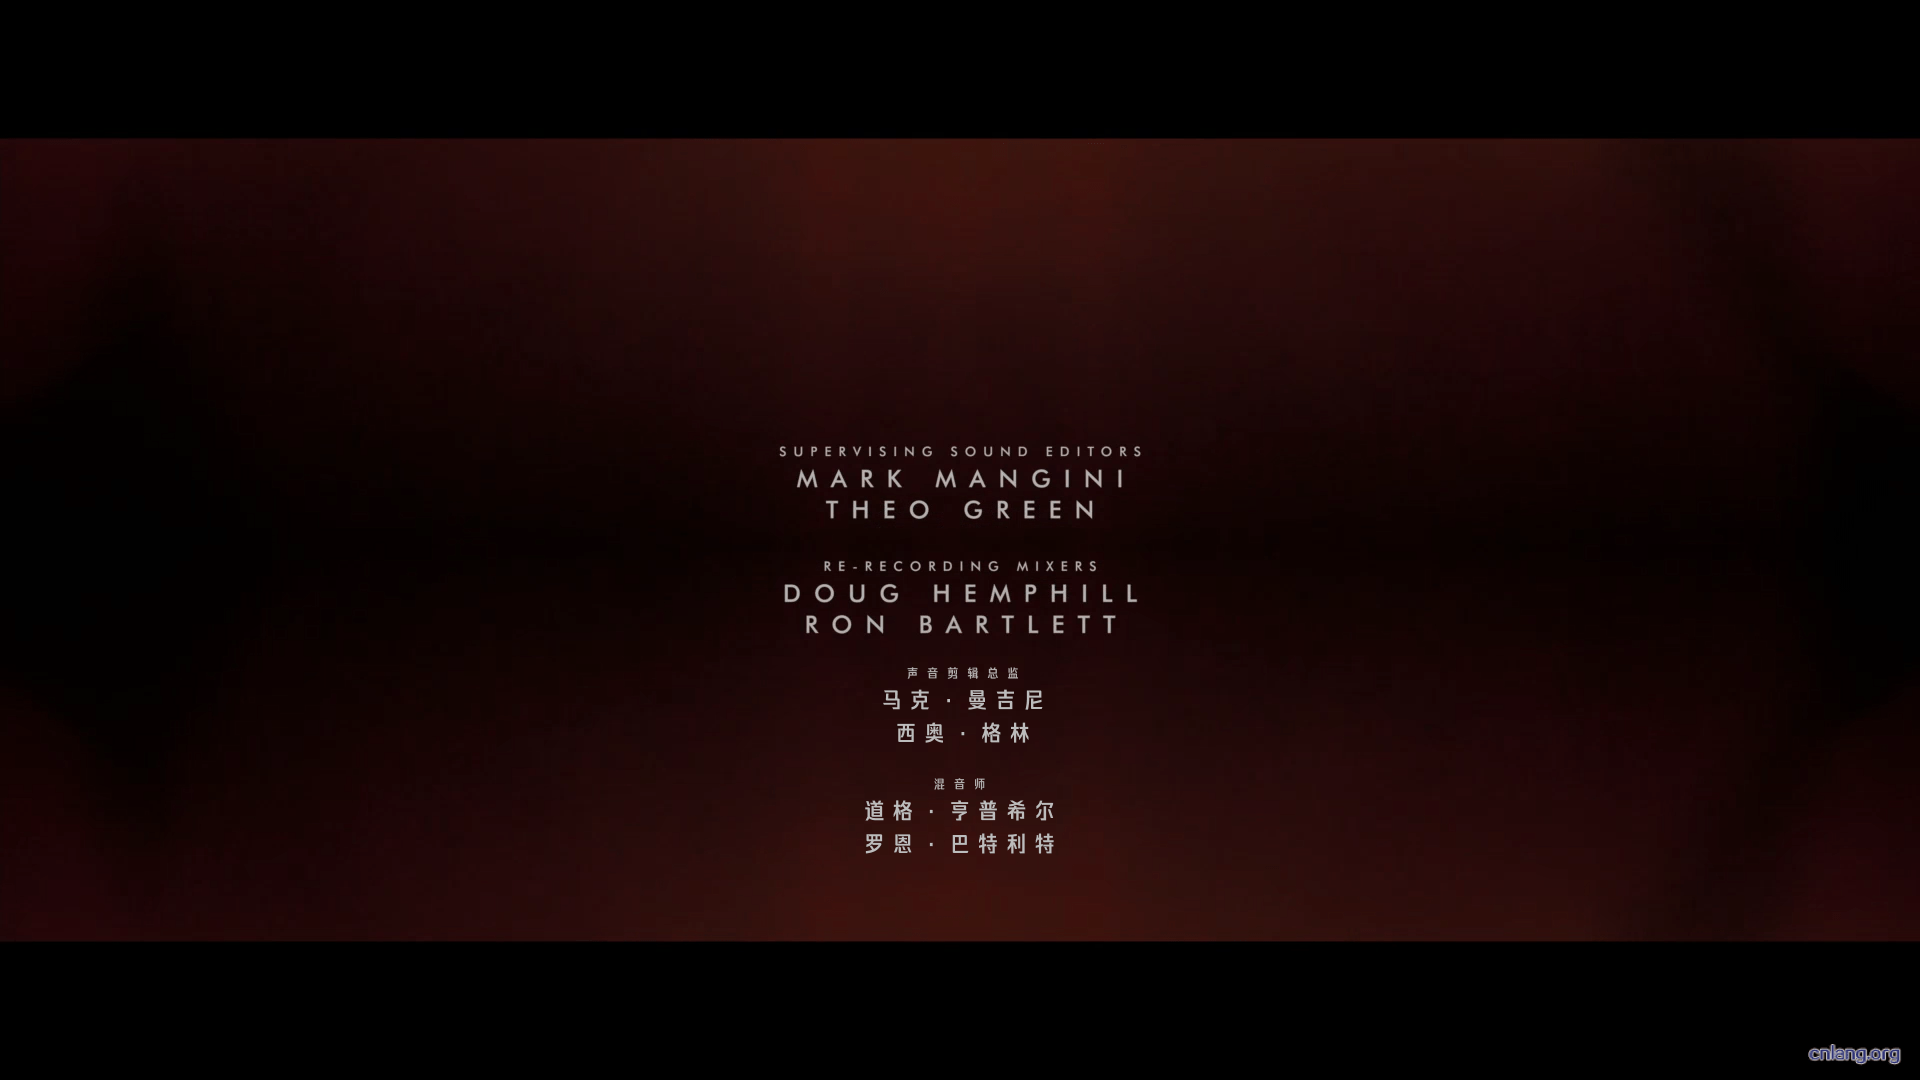 SUPERVISING SOUND EDITORS
MARK MANGINI
THEO GREEN
RE-RECORDING MIXERS
DOUG HEMPHILL
RON BARTLETT
声音剪辑总监
马克·曼吉尼
西奥·格林
混音师
道格·亨普希尔
罗恩·巴特利特
cnlang.org